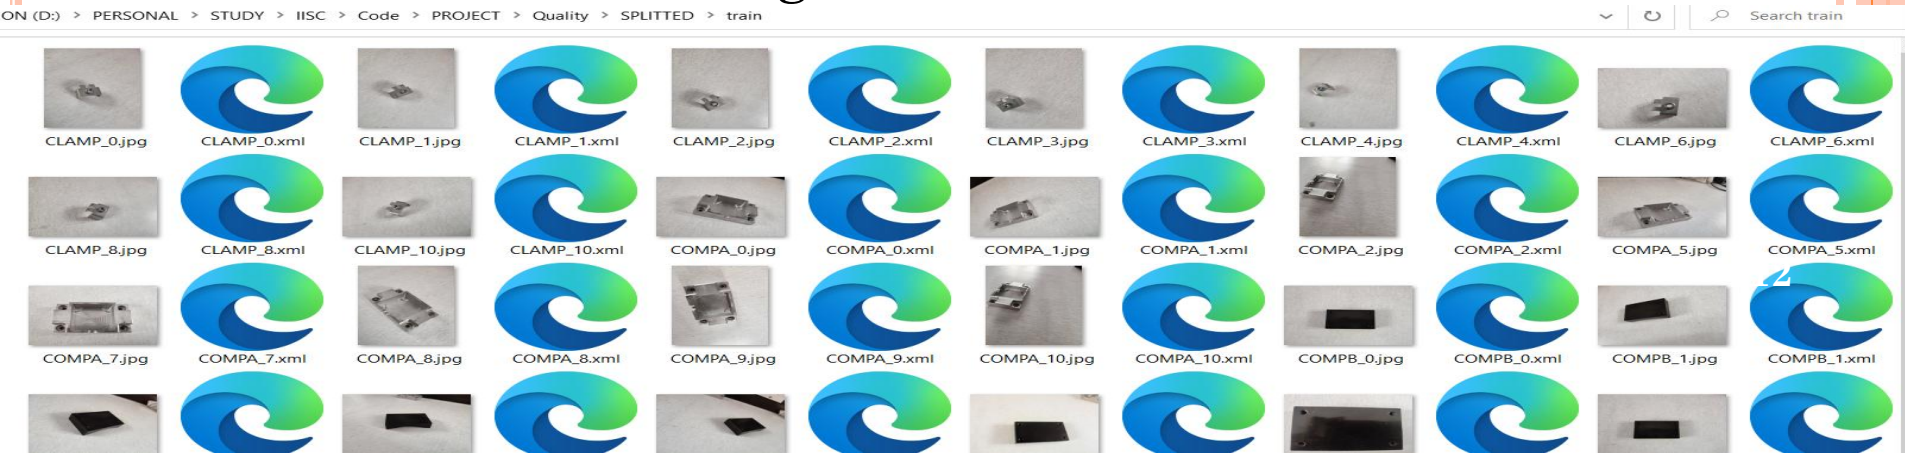 ON (D:) > PERSONAL > STUDY > IISC > Code > PROJECT > Quality > SPLITTED > train
Search train
CLAMP_0.jpg CLAMP_0.xml CLAMP_1.jpg CLAMP_1.xml CLAMP_2.jpg CLAMP_2.xml CLAMP_3.jpg CLAMP_3.xml CLAMP_4.jpg CLAMP_4.xml CLAMP_6.jpg CLAMP_6.xml
CLAMP_8.jpg CLAMP_8.xml CLAMP_10.jpg CLAMP_10.xml COMPA_0.jpg COMPA_0.xml COMPA_1.jpg COMPA_1.xml COMPA_2.jpg COMPA_2.xml COMPA_5.jpg COMPA_5.xml
12
COMPA_7.jpg COMPA_7.xml COMPA_8.jpg COMPA_8.xml COMPA_9.jpg COMPA_9.xml COMPA_10.jpg COMPA_10.xml COMPB_0.jpg COMPB_0.xml COMPB_1.jpg COMPB_1.xml